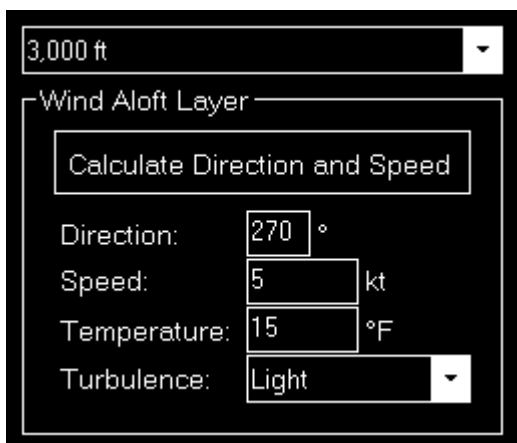 3,000 ft
Wind Aloft Layer
Calculate Direction and Speed
Direction: 270 °
Speed: 5 kt
Temperature: 15 °F
Turbulence: Light